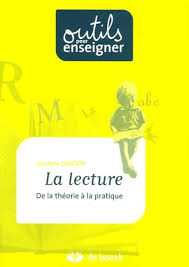 outils
pour
enseigner
R
M
L
a b c
La lecture
De la théorie à la pratique
de boeck